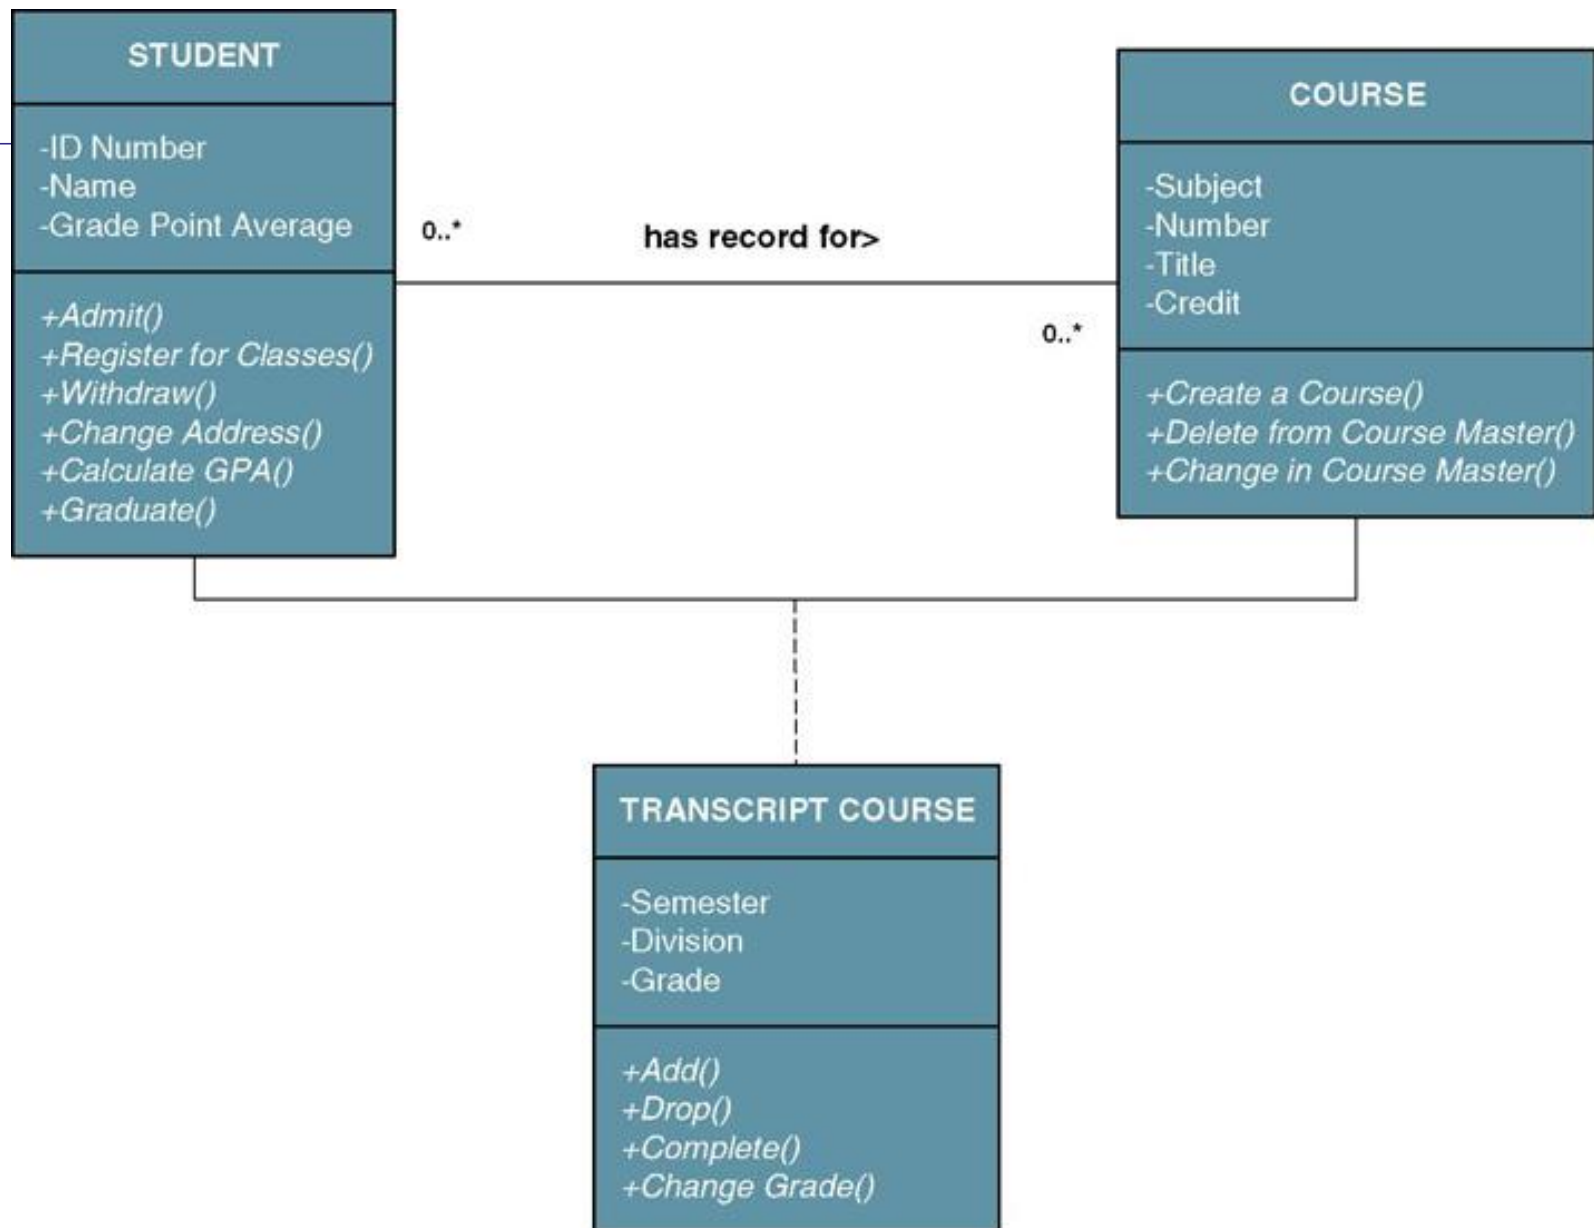 STUDENT
-ID Number
-Name
-Grade Point Average
+Admit()
+Register for Classes()
+Withdraw()
+Change Address()
+Calculate GPA()
+Graduate()
0..*
has record for>
0..*
COURSE
-Subject
-Number
-Title
-Credit
+Create a Course()
+Delete from Course Master()
+Change in Course Master()
TRANSCRIPT COURSE
-Semester
-Division
-Grade
+Add()
+Drop()
+Complete()
+Change Grade()